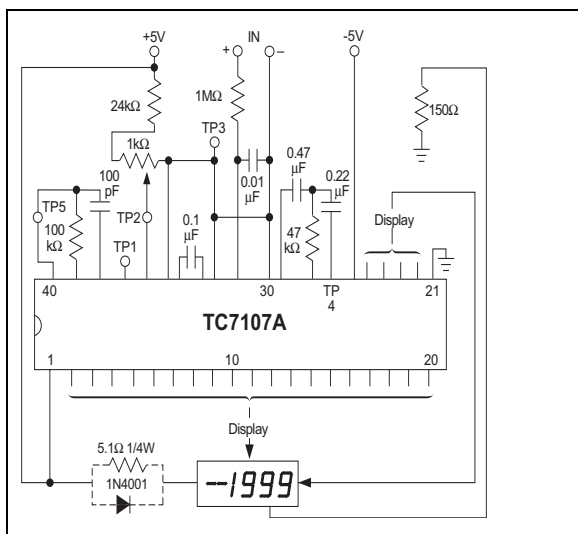 +5V
+ IN –
-5V
24kΩ
1MΩ
150Ω
TP3
1kΩ
0.47
μF
0.22
μF
0.01
μF
100
pF
TP5
TP2
0.1
μF
Display
100
kΩ
TP1
47
kΩ
40
30
TP
4
21
TC7107A
1
10
20
Display
5.1Ω 1/4W
1N4001
--1999